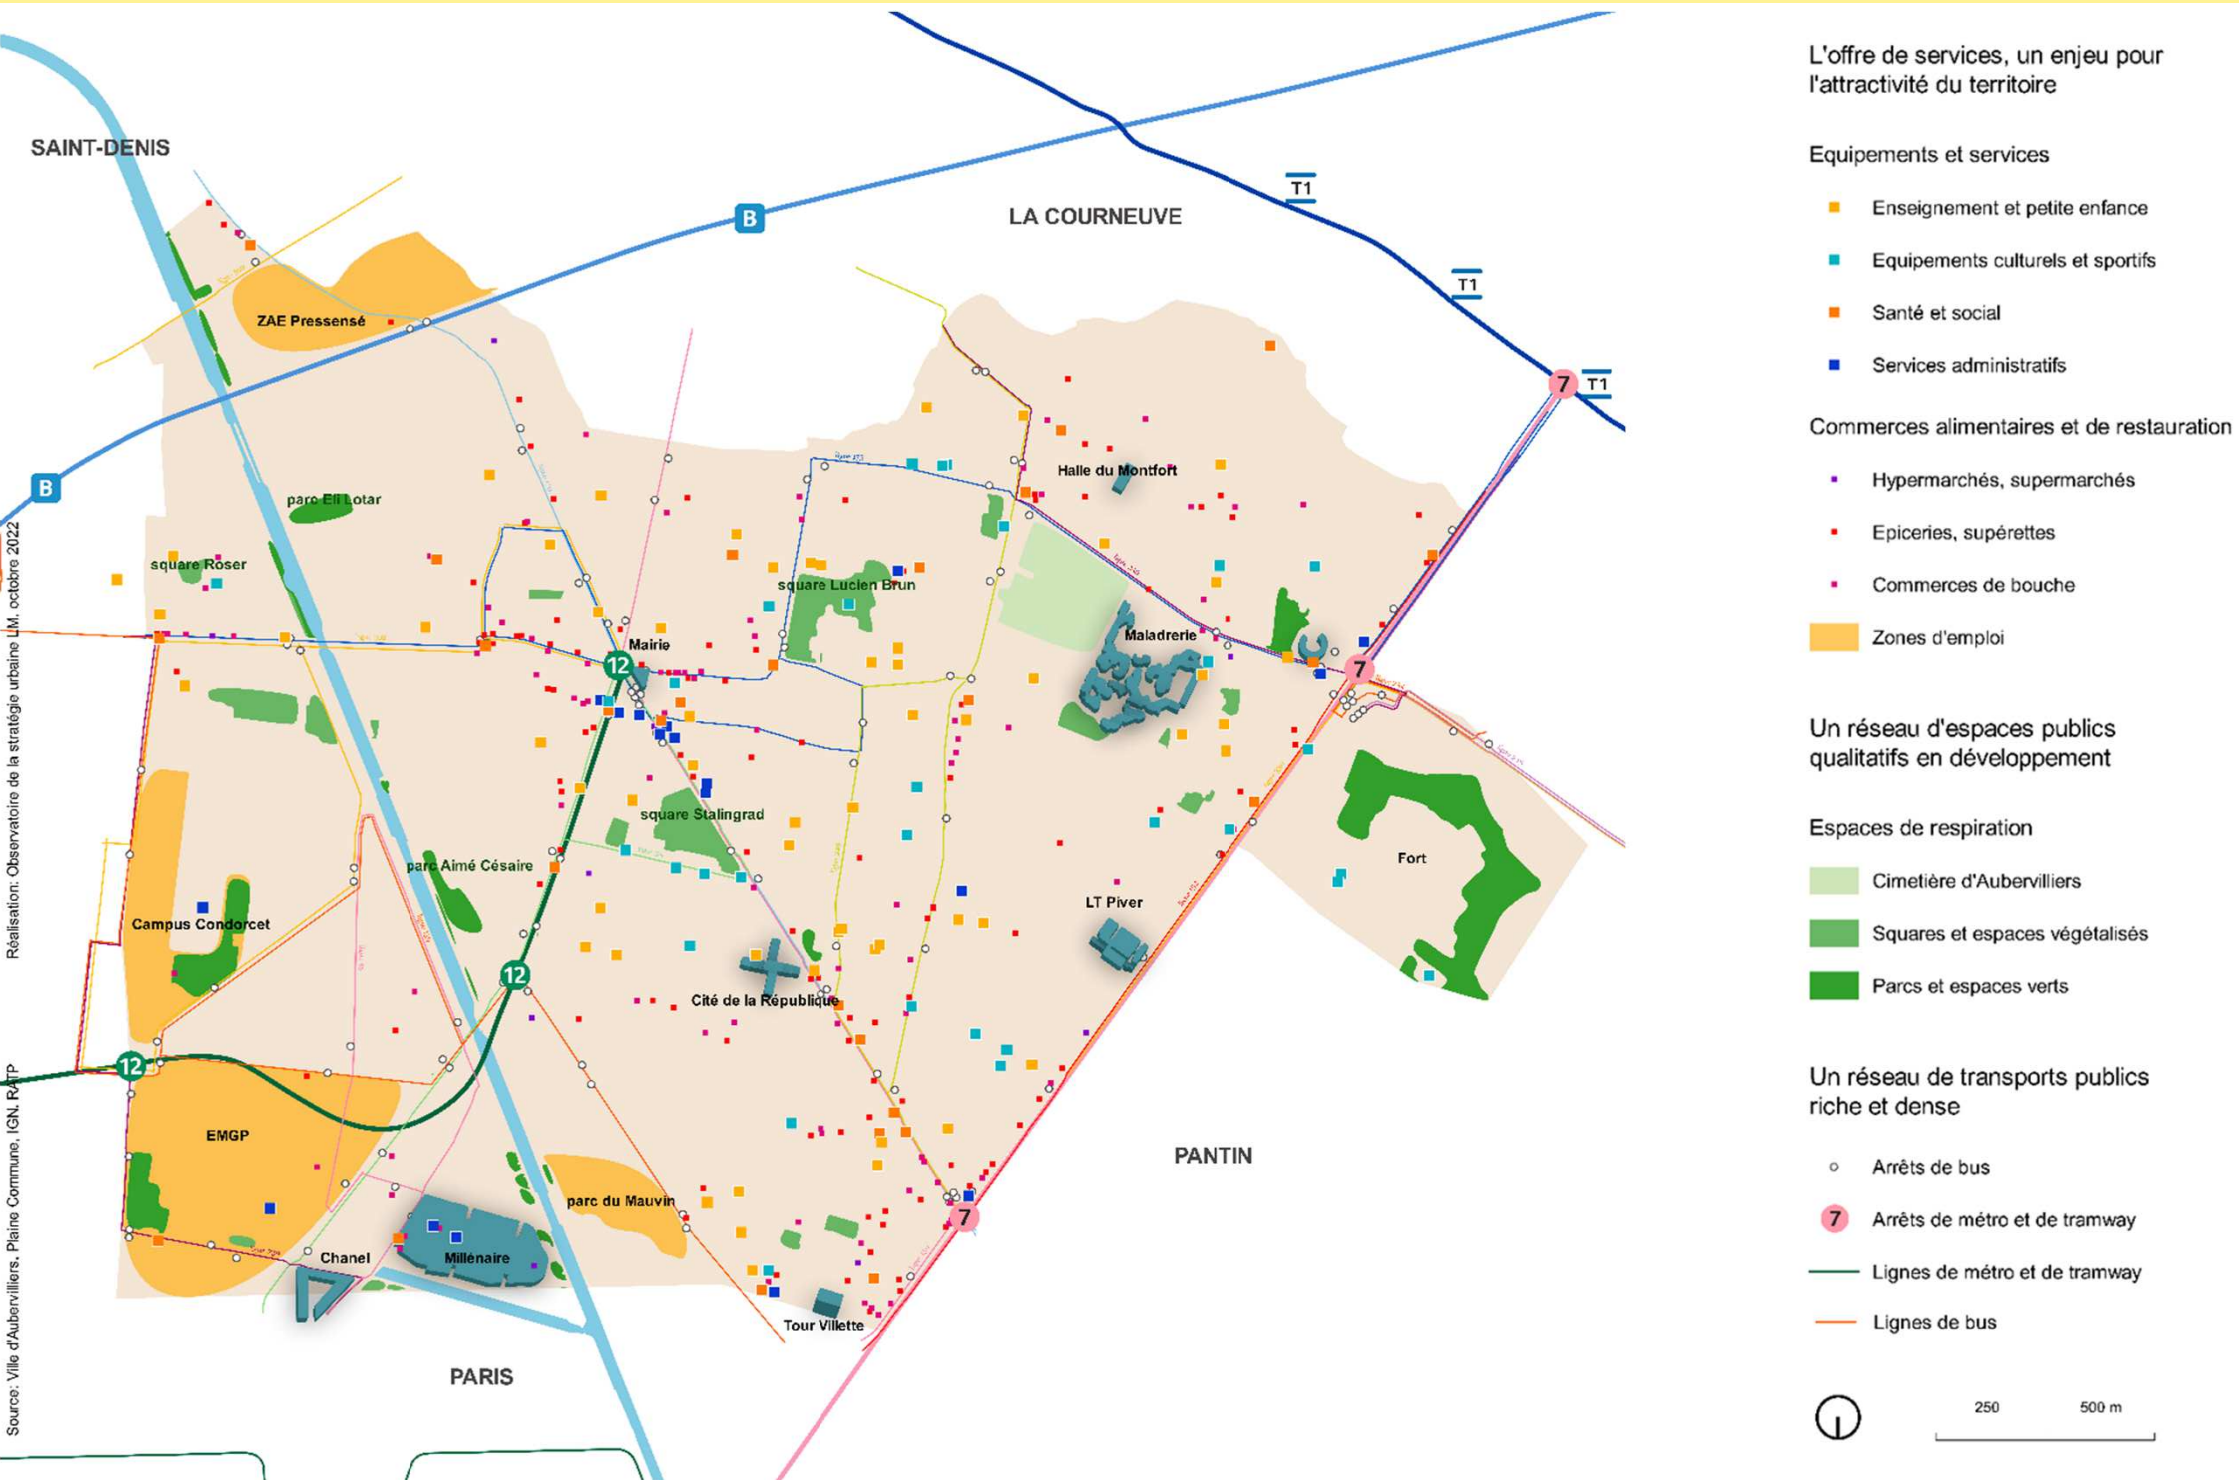 SAINT-DENIS
B
LA COURNEUVE
T1
T1
7
T1
ZAE Pressensé
B
parc Eli Lotar
square Roser
Halle du Montfort
square Lucien Brun
Mairie
12
Maladrerie
7
square Stalingrad
parc Aimé Césaire
Campus Condorcet
Fort
LT Piver
12
Cité de la République
12
EMGP
PANTIN
parc du Mauvin
7
Chanel
Millénaire
Tour Villette
PARIS
Réalisation: Observatoire de la stratégie urbaine LM. octobre 2022
Source: Ville d'Aubervilliers, Plaine Commune, IGN, RATP
L'offre de services, un enjeu pour
l'attractivité du territoire
Equipements et services
Enseignement et petite enfance
Equipements culturels et sportifs
Santé et social
Services administratifs
Commerces alimentaires et de restauration
Hypermarchés, supermarchés
Epiceries, supérettes
Commerces de bouche
Zones d'emploi
Un réseau d'espaces publics
qualitatifs en développement
Espaces de respiration
Cimetière d'Aubervilliers
Squares et espaces végétalisés
Parcs et espaces verts
Un réseau de transports publics
riche et dense
Arrêts de bus
7 Arrêts de métro et de tramway
Lignes de métro et de tramway
Lignes de bus
250 500 m